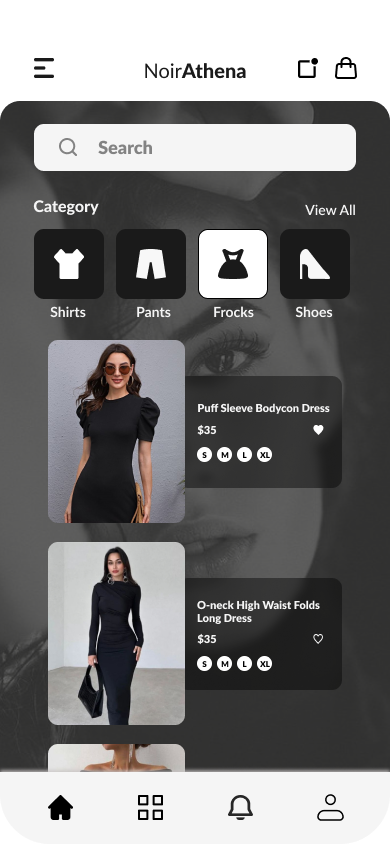 NoirAthena
Search
Category
View All
Shirts
Pants
Frocks
Shoes
Puff Sleeve Bodycon Dress
$35
S M L XL
O-neck High Waist Folds
Long Dress
$35
S M L XL